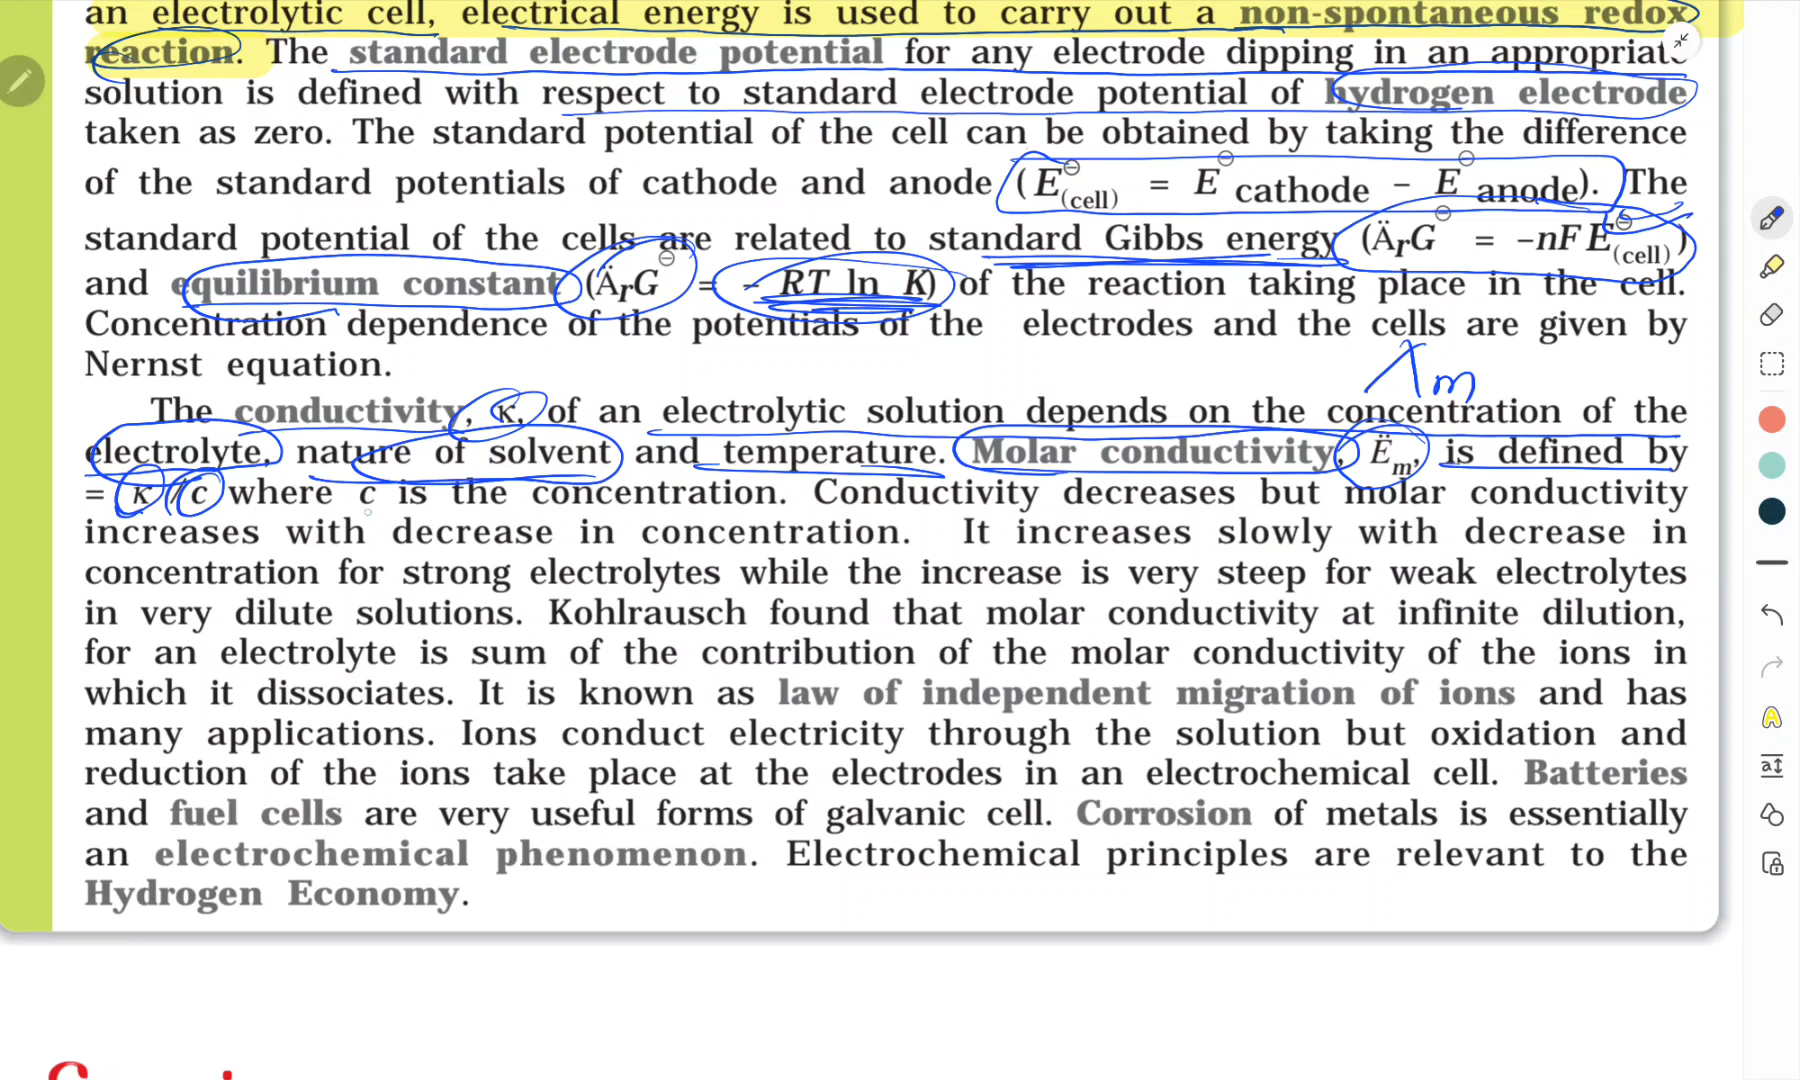 an electrolytic cell, electrical energy is used to carry out a non-spontaneous redox
reaction. The standard electrode potential for any electrode dipping in an appropriate
solution is defined with respect to standard electrode potential of hydrogen electrode
taken as zero. The standard potential of the cell can be obtained by taking the difference
of the standard potentials of cathode and anode ( E⊖(cell) = E⊖ cathode – E⊖ anode). The
standard potential of the cells are related to standard Gibbs energy (ÄrG⊖ = –nF E⊖(cell))
and equilibrium constant (ÄrG⊖ = – RT ln K) of the reaction taking place in the cell.
Concentration dependence of the potentials of the electrodes and the cells are given by
Nernst equation.
Λm
The conductivity, κ, of an electrolytic solution depends on the concentration of the
electrolyte, nature of solvent and temperature. Molar conductivity, Ëm, is defined by
= κ/c where c is the concentration. Conductivity decreases but molar conductivity
increases with decrease in concentration. It increases slowly with decrease in
concentration for strong electrolytes while the increase is very steep for weak electrolytes
in very dilute solutions. Kohlrausch found that molar conductivity at infinite dilution,
for an electrolyte is sum of the contribution of the molar conductivity of the ions in
which it dissociates. It is known as law of independent migration of ions and has
many applications. Ions conduct electricity through the solution but oxidation and
reduction of the ions take place at the electrodes in an electrochemical cell. Batteries
and fuel cells are very useful forms of galvanic cell. Corrosion of metals is essentially
an electrochemical phenomenon. Electrochemical principles are relevant to the
Hydrogen Economy.